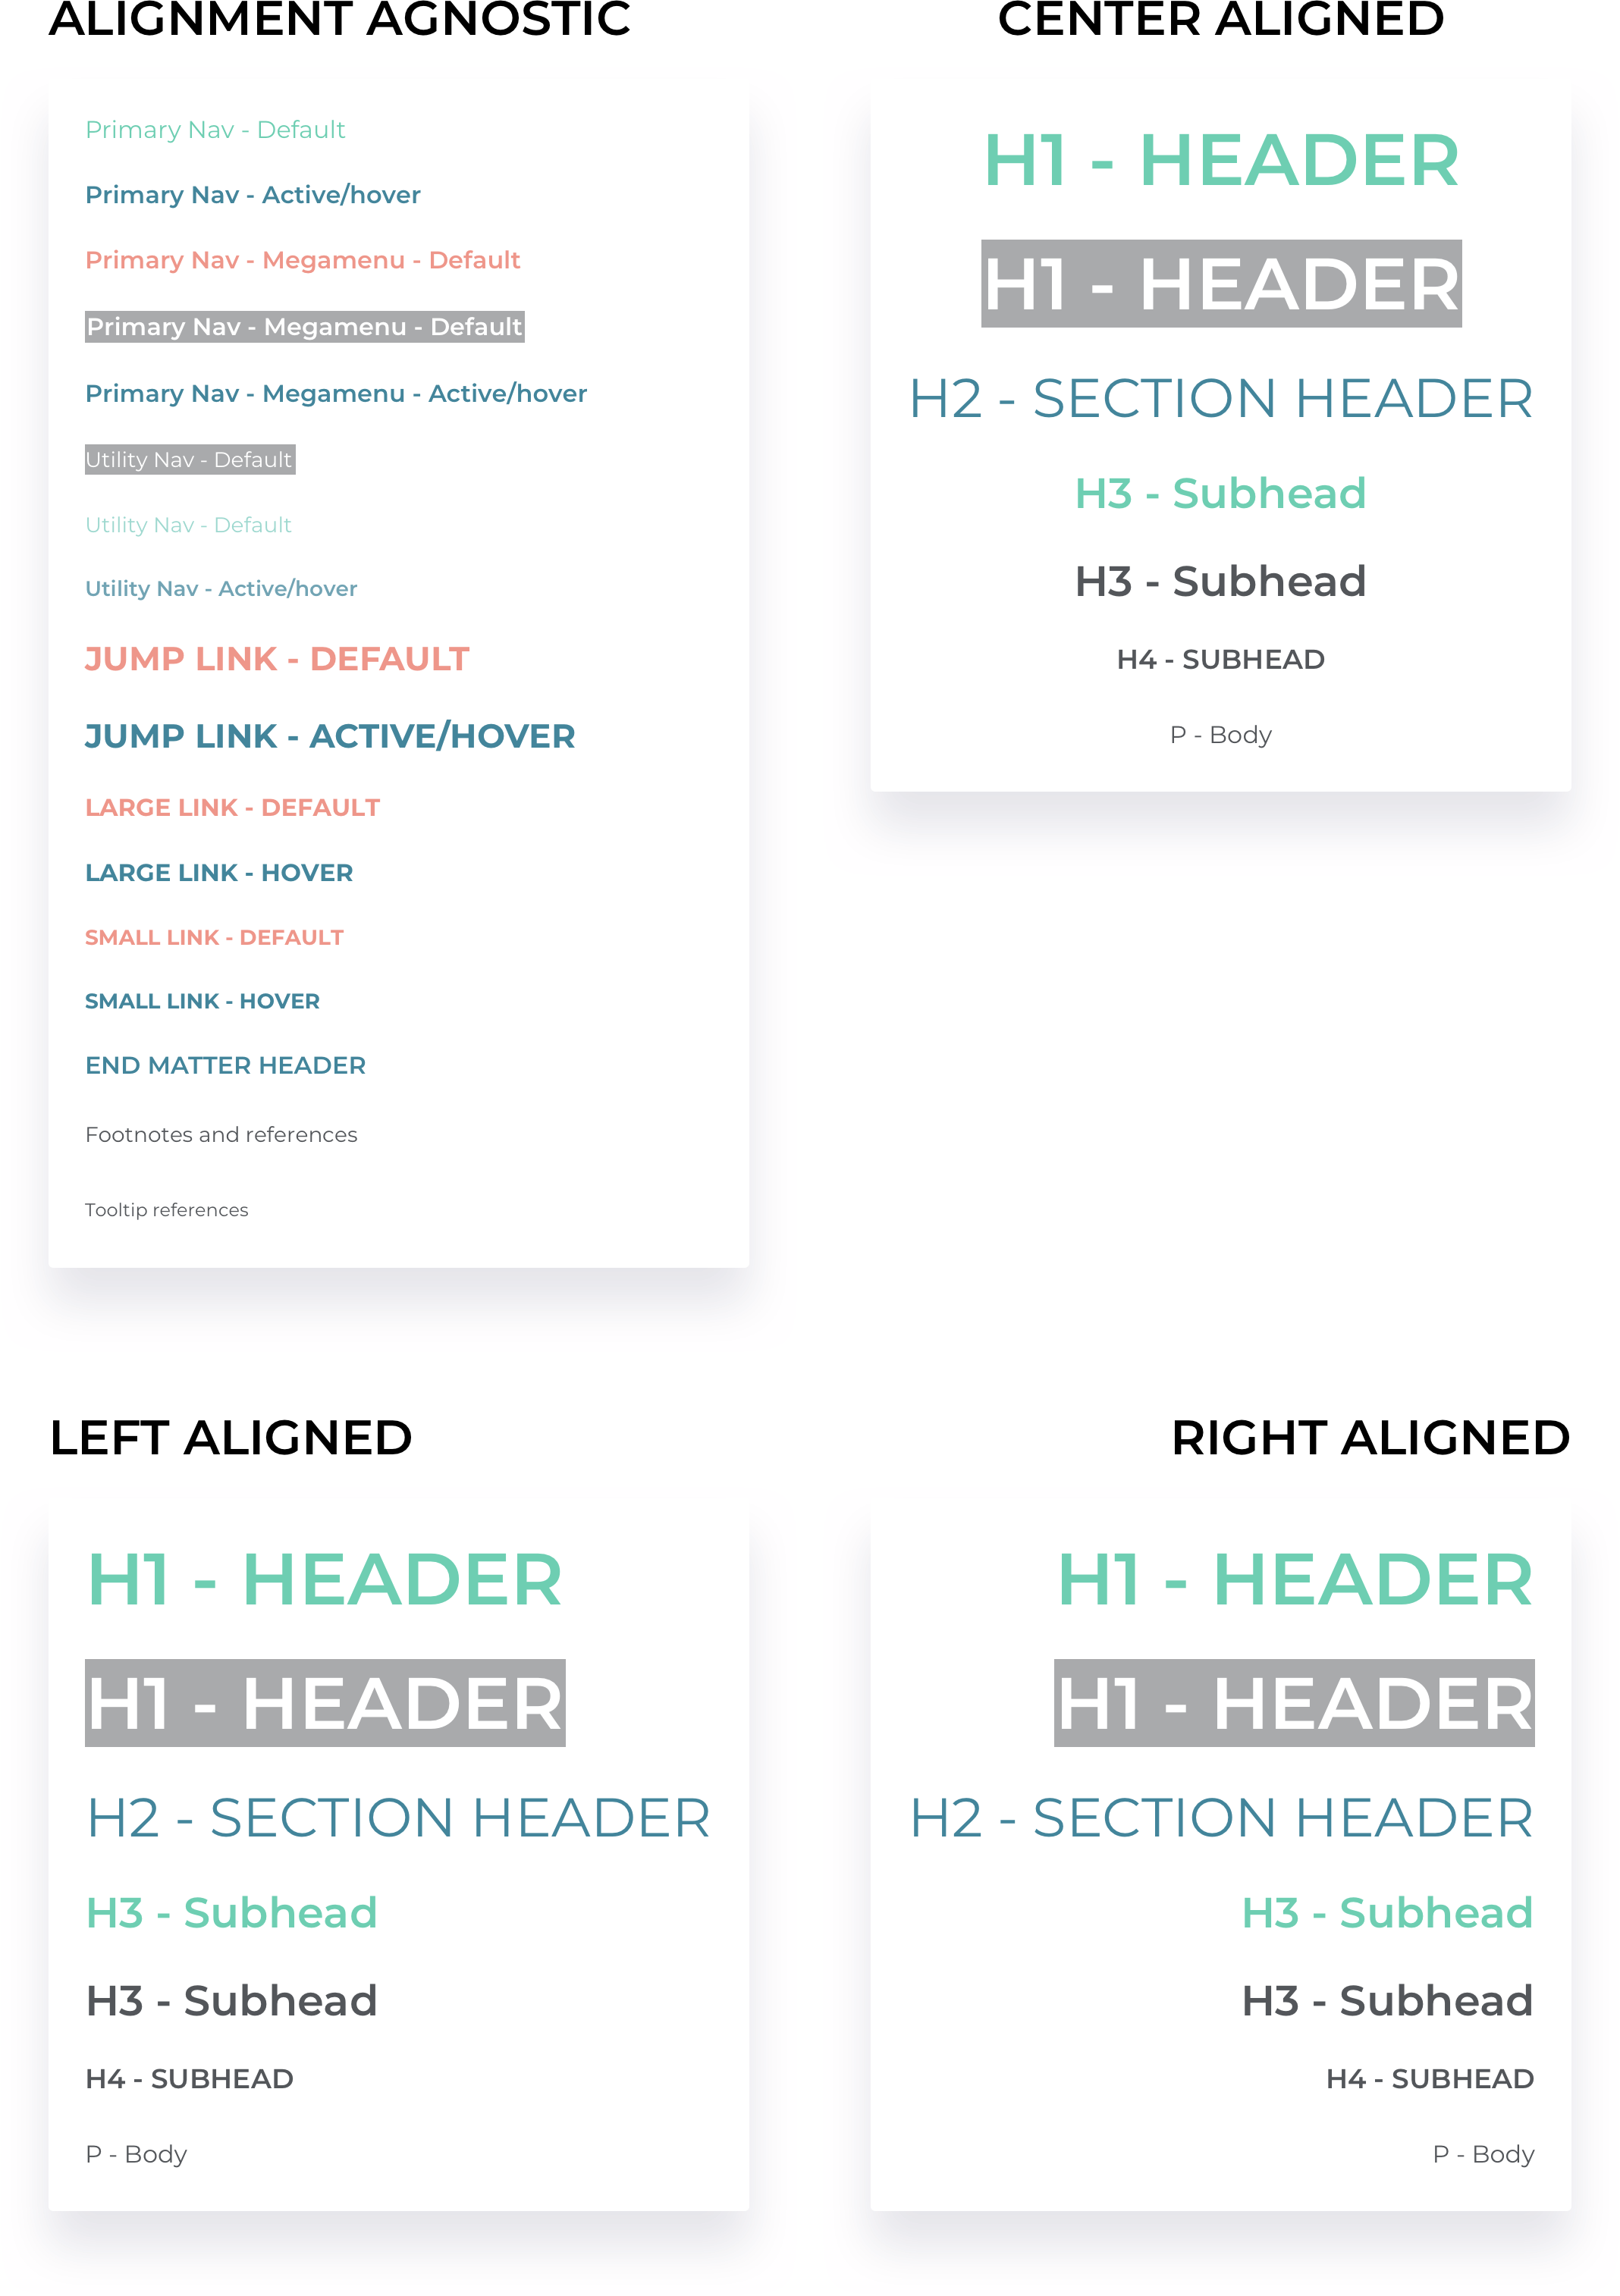 ALIGNMENT AGNOSTIC
Primary Nav - Default
Primary Nav - Active/hover
Primary Nav - Megamenu - Default
Primary Nav - Megamenu - Default
Primary Nav - Megamenu - Active/hover
Utility Nav - Default
Utility Nav - Default
Utility Nav - Active/hover
JUMP LINK - DEFAULT
JUMP LINK - ACTIVE/HOVER
LARGE LINK - DEFAULT
LARGE LINK - HOVER
SMALL LINK - DEFAULT
SMALL LINK - HOVER
END MATTER HEADER
Footnotes and references
Tooltip references
CENTER ALIGNED
H1 - HEADER
H1 - HEADER
H2 - SECTION HEADER
H3 - Subhead
H3 - Subhead
H4 - SUBHEAD
P - Body
LEFT ALIGNED
H1 - HEADER
H1 - HEADER
H2 - SECTION HEADER
H3 - Subhead
H3 - Subhead
H4 - SUBHEAD
P - Body
RIGHT ALIGNED
H1 - HEADER
H1 - HEADER
H2 - SECTION HEADER
H3 - Subhead
H3 - Subhead
H4 - SUBHEAD
P - Body